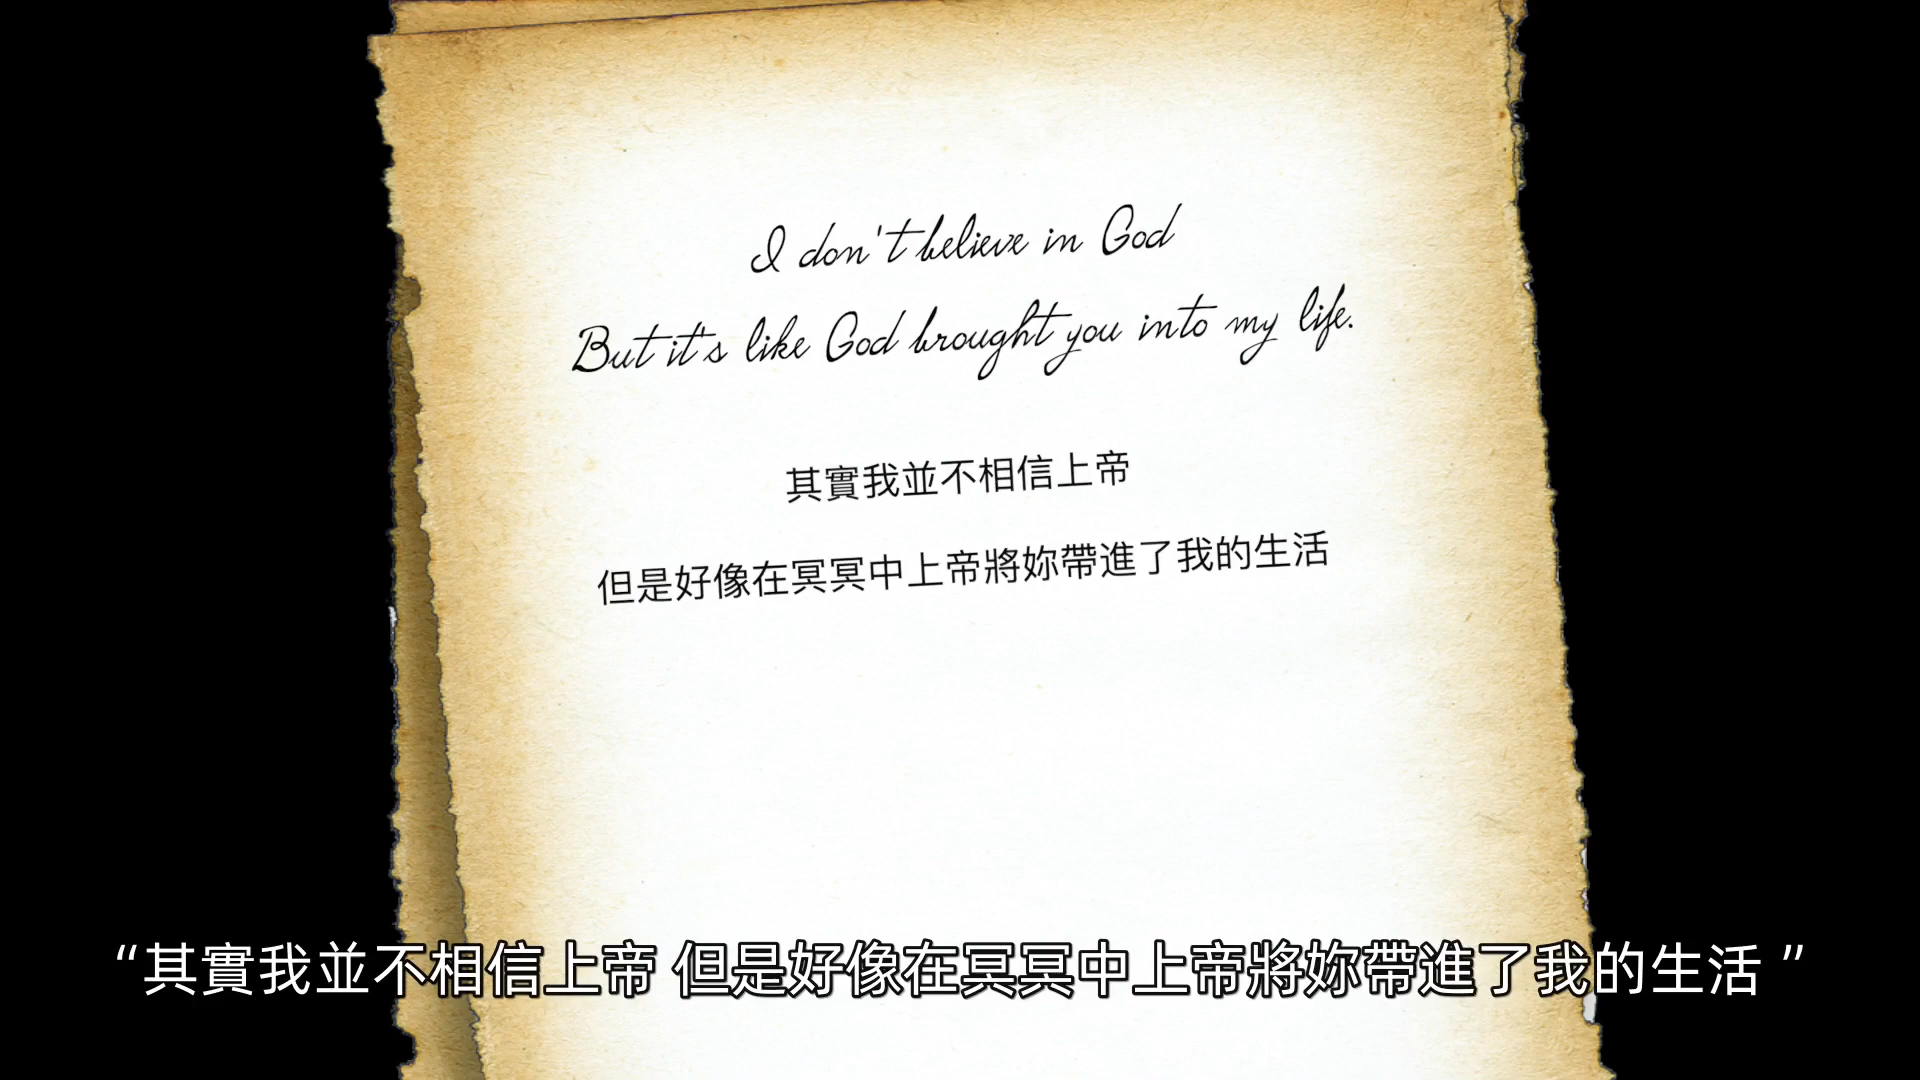 I don't believe in God
But it's like God brought you into my life.
其實我並不相信上帝
但是好像在冥冥中上帝將妳帶進了我的生活
“其實我並不相信上帝 但是好像在冥冥中上帝將妳帶進了我的生活 ”